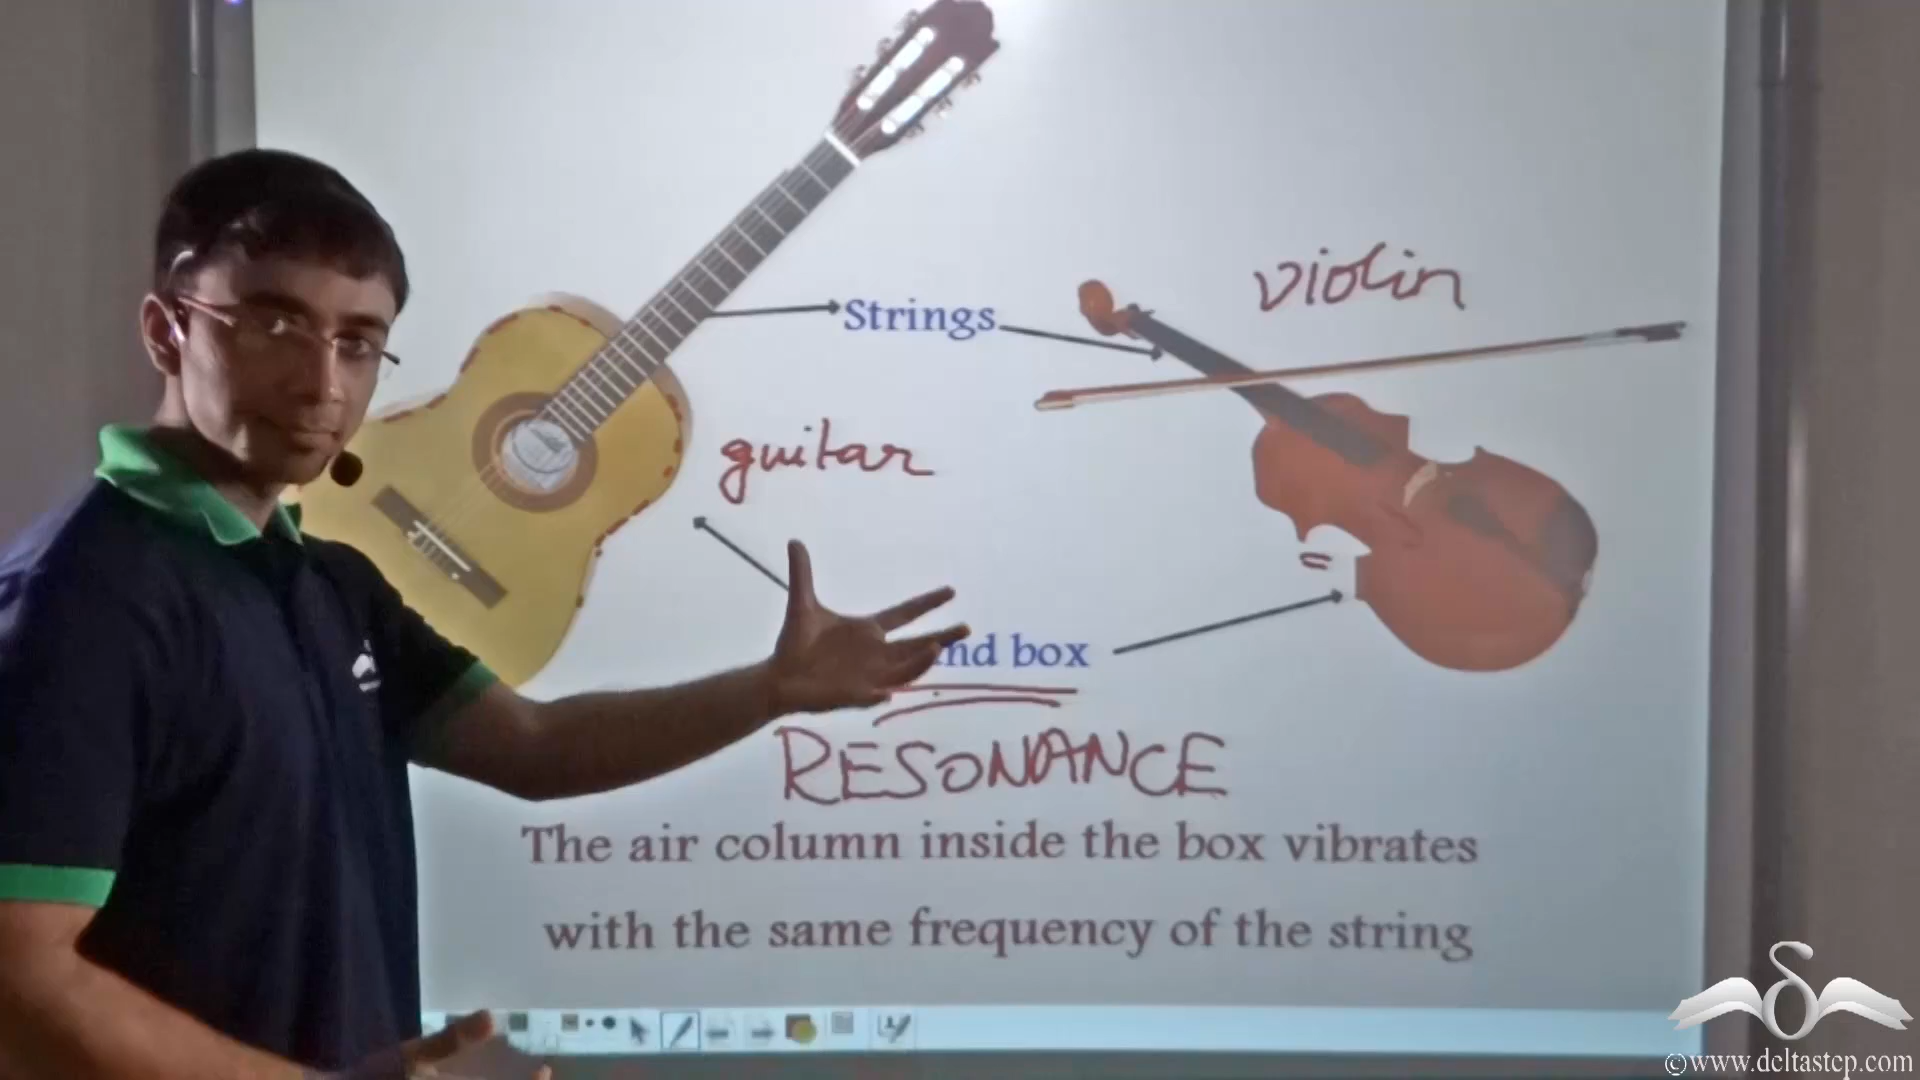 violin
Strings
guitar
box
RESONANCE
The air column inside the box vibrates
with the same frequency of the string
©www.deltastep.com